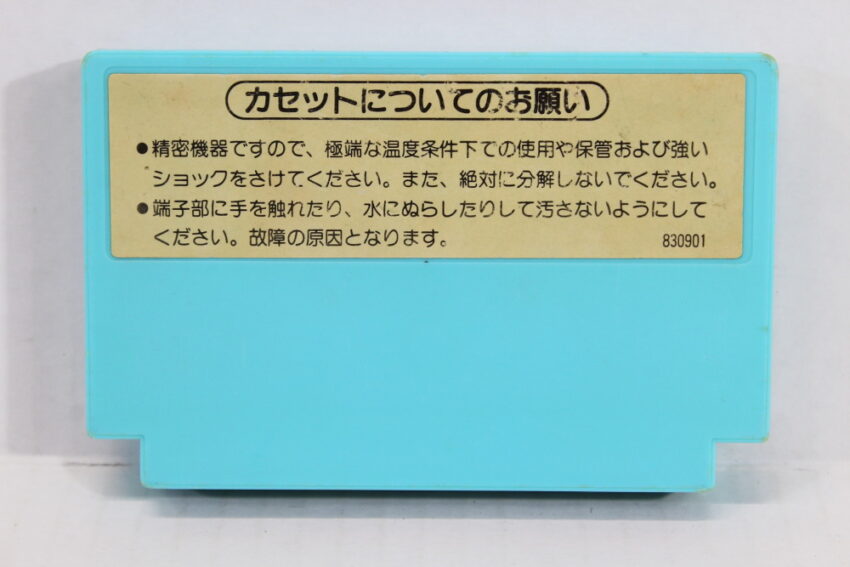 カセットについてのお願い
●精密機器ですので、極端な温度条件下での使用や保管および強い
ショックをさけてください。また、絶対に分解しないでください。
●端子部に手を触れたり、水にぬらしたりして汚さないようにして
ください。故障の原因となります。 830901